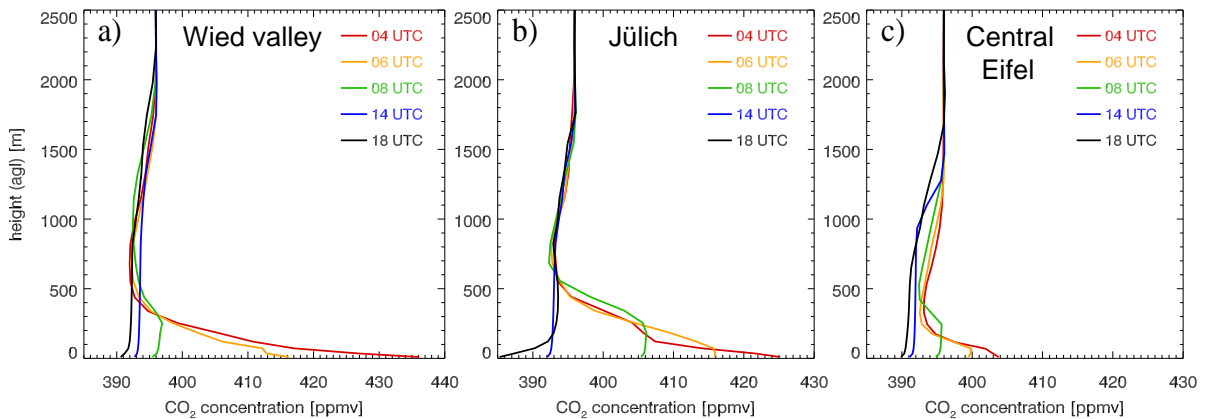 a) Wied valley
04 UTC
06 UTC
08 UTC
14 UTC
18 UTC
2500
2000
1500
1000
500
0
height (agl) [m]
390 400 410 420 430 440
CO2 concentration [ppmv]
b) Jülich
04 UTC
06 UTC
08 UTC
14 UTC
18 UTC
2500
2000
1500
1000
500
0
390 400 410 420 430
CO2 concentration [ppmv]
c) Central
Eifel
04 UTC
06 UTC
08 UTC
14 UTC
18 UTC
2500
2000
1500
1000
500
0
390 400 410 420 430
CO2 concentration [ppmv]